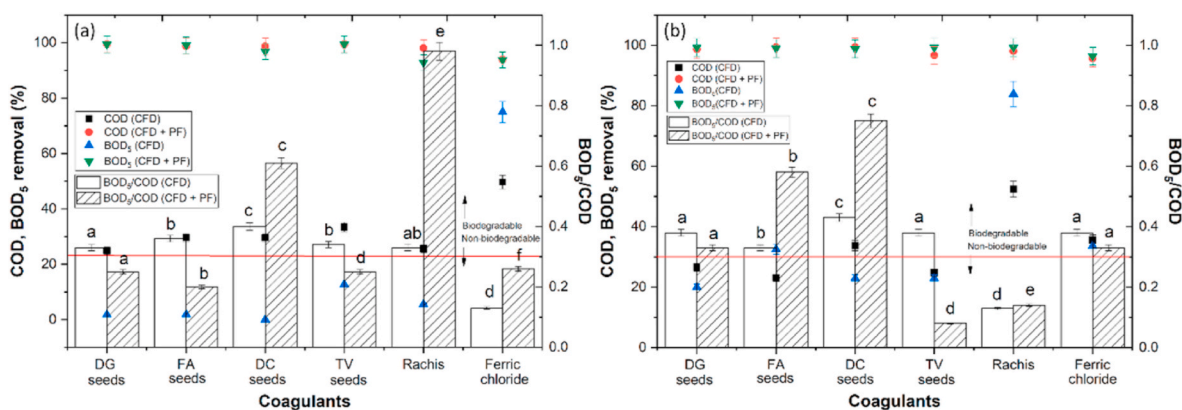 (a)
COD, BOD5 removal (%)
100
80
60
40
20
0
COD (CFD)
COD (CFD + PF)
BOD5 (CFD)
BOD5 (CFD + PF)
BOD5/COD (CFD)
BOD5/COD (CFD + PF)
a
a
b
b
c
c
b
d
ab
e
d
f
Biodegradable
Non-biodegradable
1.0
0.8
0.6
0.4
0.2
0.0
BOD5/COD
DG seeds
FA seeds
DC seeds
TV seeds
Rachis
Ferric chloride
Coagulants
(b)
COD, BOD5 removal (%)
100
80
60
40
20
0
COD (CFD)
COD (CFD + PF)
BOD5(CFD)
BOD5(CFD + PF)
BOD5/COD (CFD)
BOD5/COD (CFD + PF)
a
a
a
b
c
c
a
d
e
e
a
a
Biodegradable
Non-biodegradable
1.0
0.8
0.6
0.4
0.2
0.0
BOD5/COD
DG seeds
FA seeds
DC seeds
TV seeds
Rachis
Ferric chloride
Coagulants